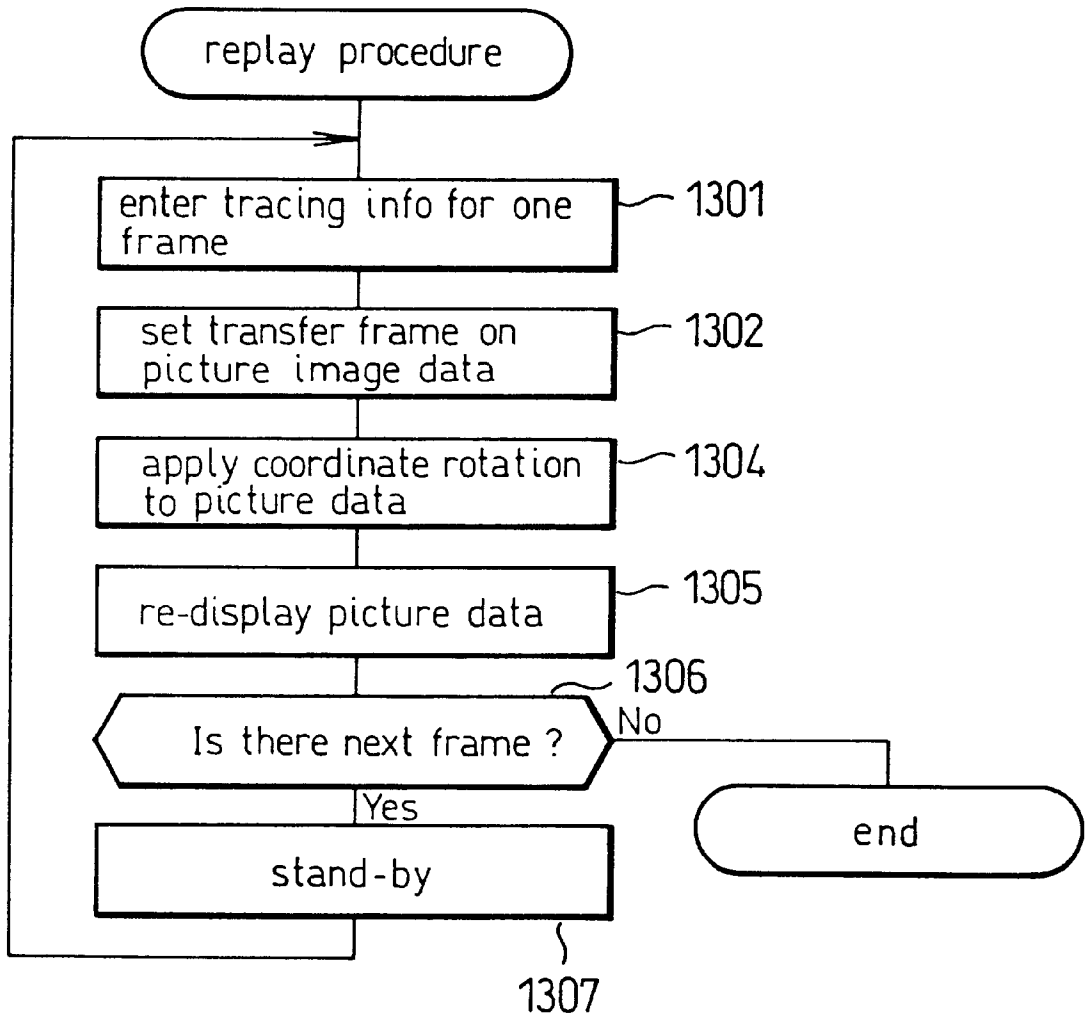 replay procedure
enter tracing info for one
frame
1301
set transfer frame on
picture image data
1302
apply coordinate rotation
to picture data
1304
re-display picture data
1305
1306
Is there next frame ?
No
Yes
end
stand-by
1307